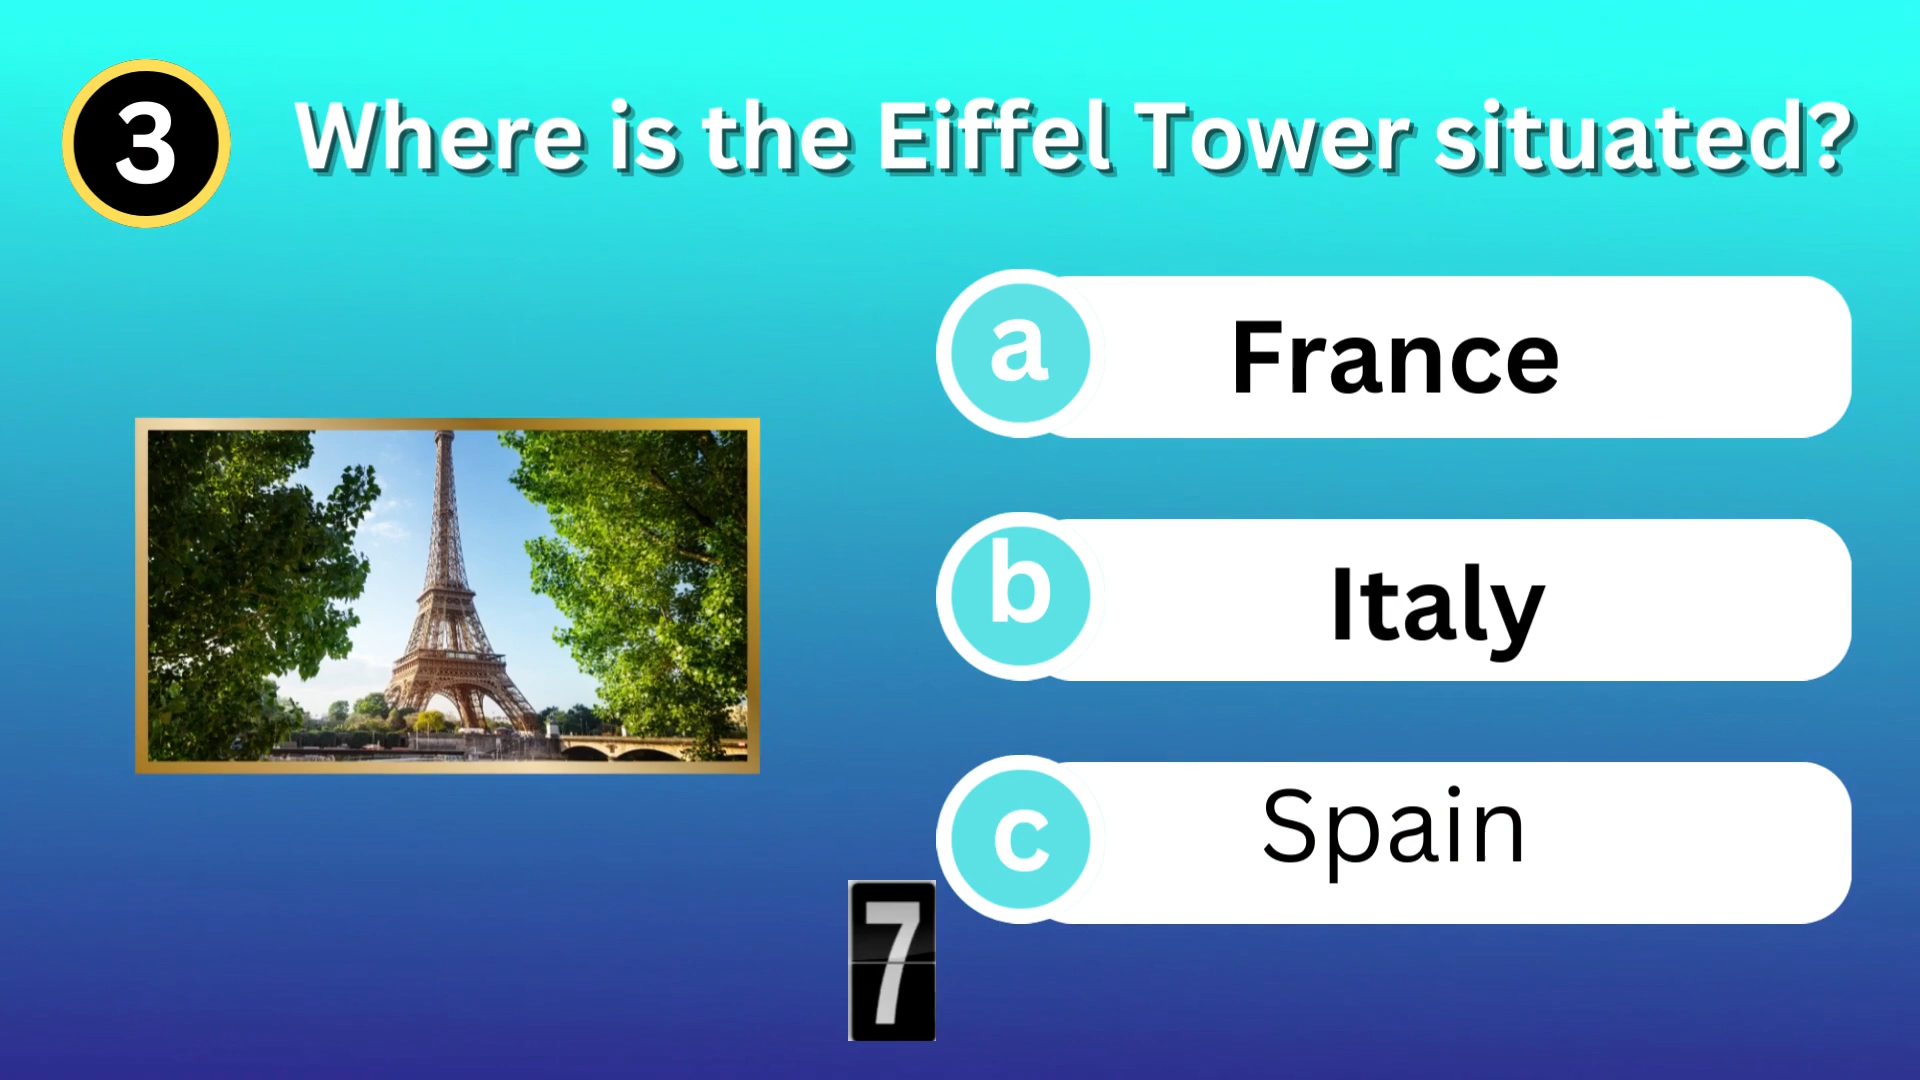 3
Where is the Eiffel Tower situated?
a
France
b
Italy
c
Spain
7